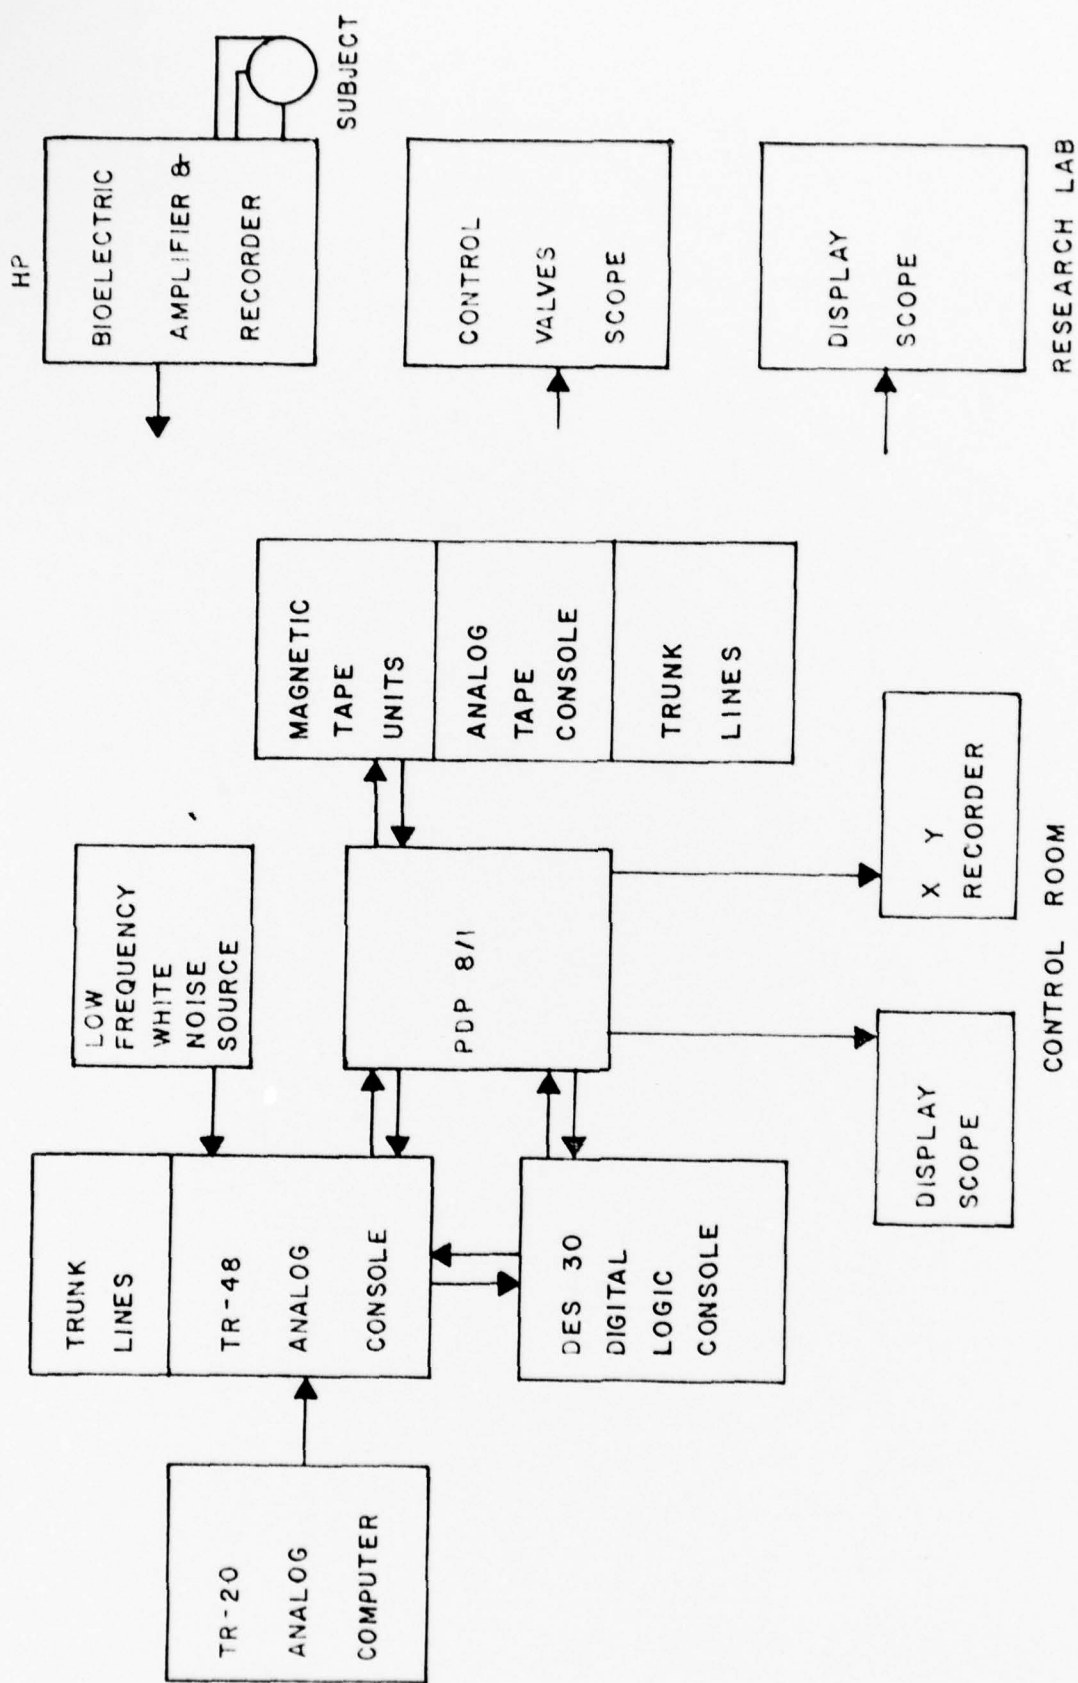 TR-20
ANALOG
COMPUTER
TRUNK
LINES
TR-48
ANALOG
CONSOLE
DES 30
DIGITAL
LOGIC
CONSOLE
LOW
FREQUENCY
WHITE
NOISE
SOURCE
PDP 8/I
DISPLAY
SCOPE
X Y
RECORDER
MAGNETIC
TAPE
UNITS
ANALOG
TAPE
CONSOLE
TRUNK
LINES
CONTROL ROOM
HP
BIOELECTRIC
AMPLIFIER &
RECORDER
SUBJECT
CONTROL
VALVES
SCOPE
DISPLAY
SCOPE
RESEARCH LAB